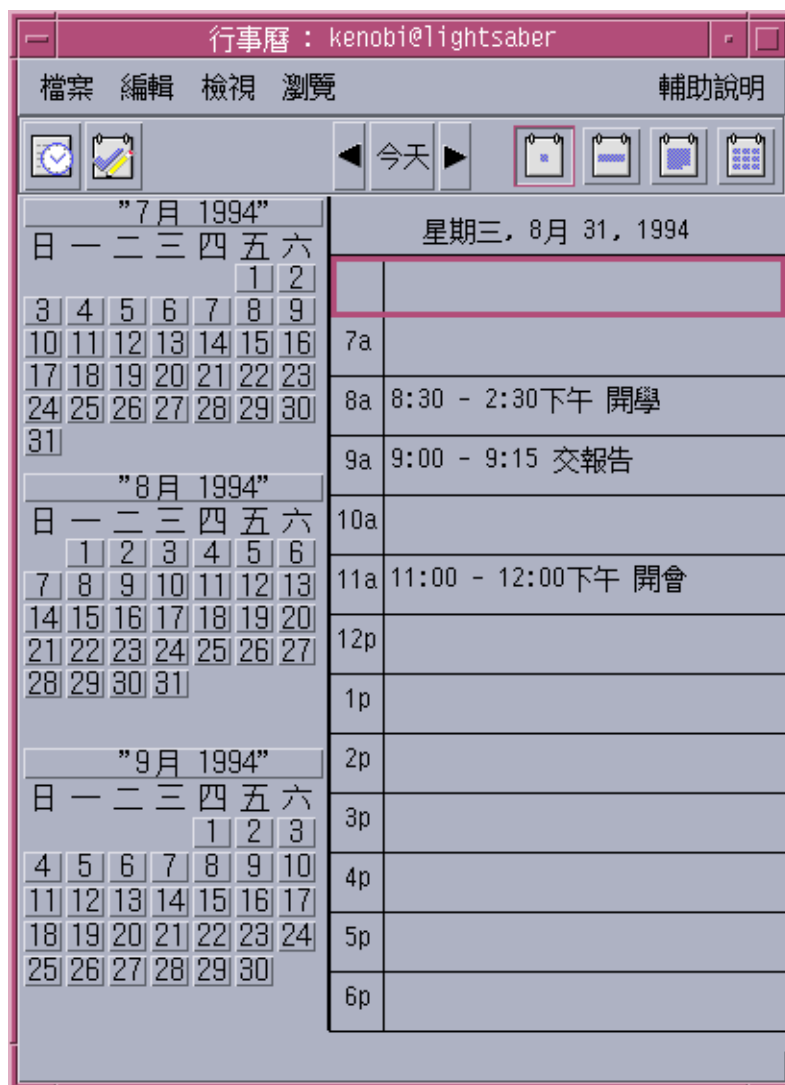 行事曆 : kenobi@lightsaber
檔案 編輯 檢視 瀏覽 輔助說明
今天
"7月 1994"
日 一 二 三 四 五 六
1 2
3 4 5 6 7 8 9
10 11 12 13 14 15 16
17 18 19 20 21 22 23
24 25 26 27 28 29 30
31
"8月 1994"
日 一 二 三 四 五 六
1 2 3 4 5 6
7 8 9 10 11 12 13
14 15 16 17 18 19 20
21 22 23 24 25 26 27
28 29 30 31
"9月 1994"
日 一 二 三 四 五 六
1 2 3
4 5 6 7 8 9 10
11 12 13 14 15 16 17
18 19 20 21 22 23 24
25 26 27 28 29 30
星期三, 8月 31, 1994
7a
8a 8:30 - 2:30下午 開學
9a 9:00 - 9:15 交報告
10a
11a 11:00 - 12:00下午 開會
12p
1p
2p
3p
4p
5p
6p